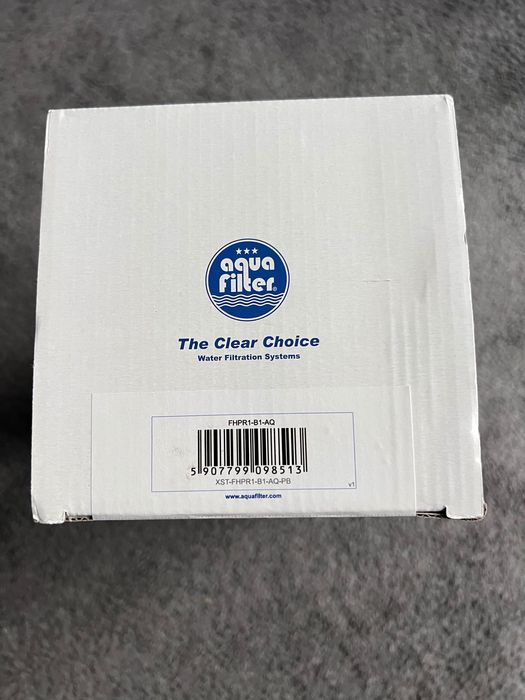 aqua
filter®
The Clear Choice
Water Filtration Systems
FHPR1-B1-AQ
5 907799 098513
XST-FHPR1-B1-AQ-PB
v1
www.aquafilter.com